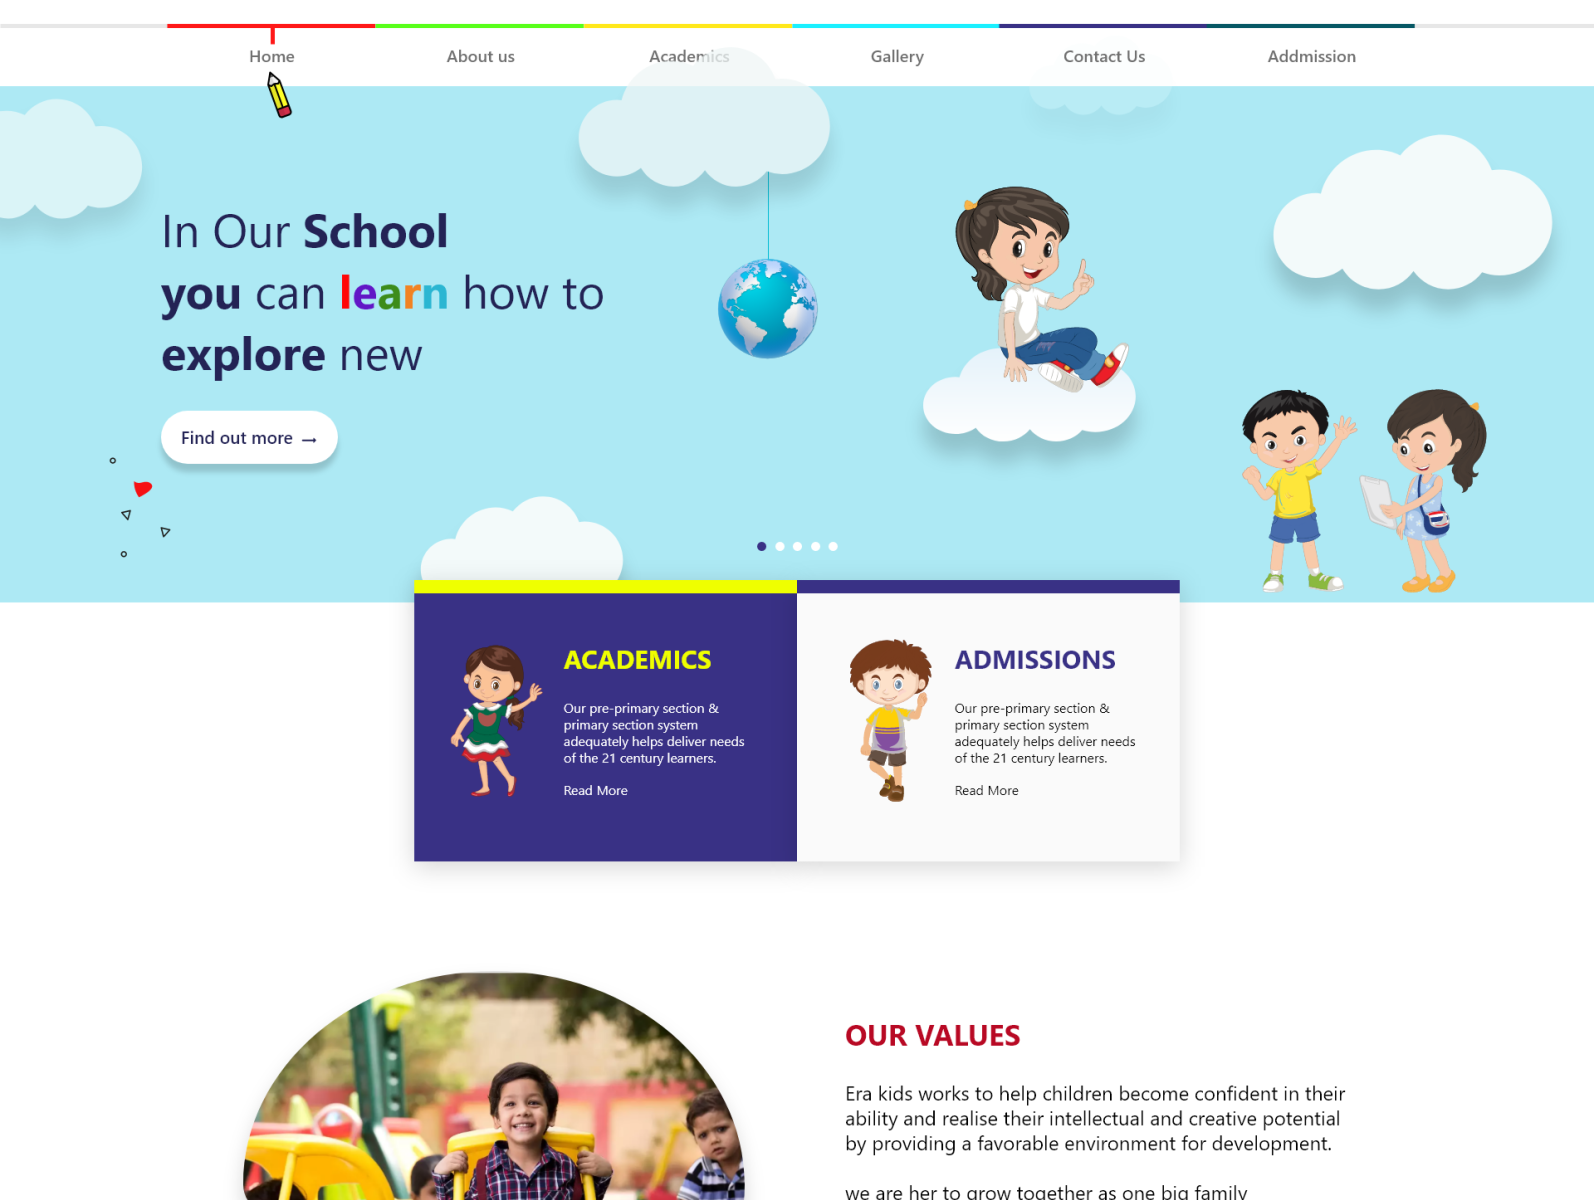 Home About us Academics Gallery Contact Us Addmission
In Our School
you can learn how to
explore new
Find out more →
ACADEMICS
Our pre-primary section &
primary section system
adequately helps deliver needs
of the 21 century learners.
Read More
ADMISSIONS
Our pre-primary section &
primary section system
adequately helps deliver needs
of the 21 century learners.
Read More
OUR VALUES
Era kids works to help children become confident in their
ability and realise their intellectual and creative potential
by providing a favorable environment for development.
we are her to grow together as one big family